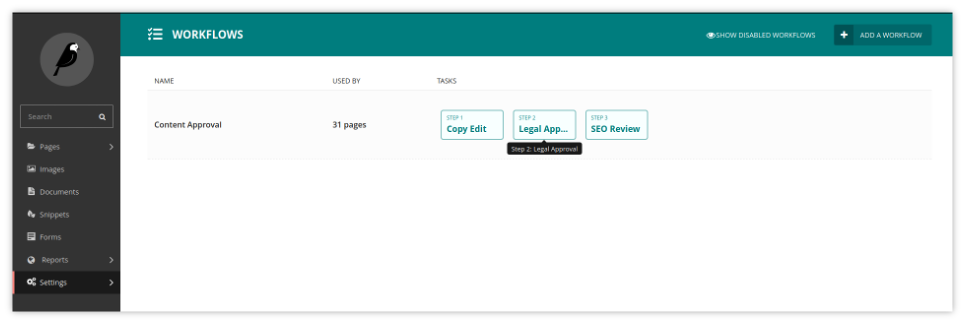 WORKFLOWS
SHOW DISABLED WORKFLOWS
ADD A WORKFLOW
Search
Pages
Images
Documents
Snippets
Forms
Reports
Settings
NAME
USED BY
TASKS
Content Approval
31 pages
STEP 1
Copy Edit
STEP 2
Legal App...
STEP 3
SEO Review
Step 2: Legal Approval